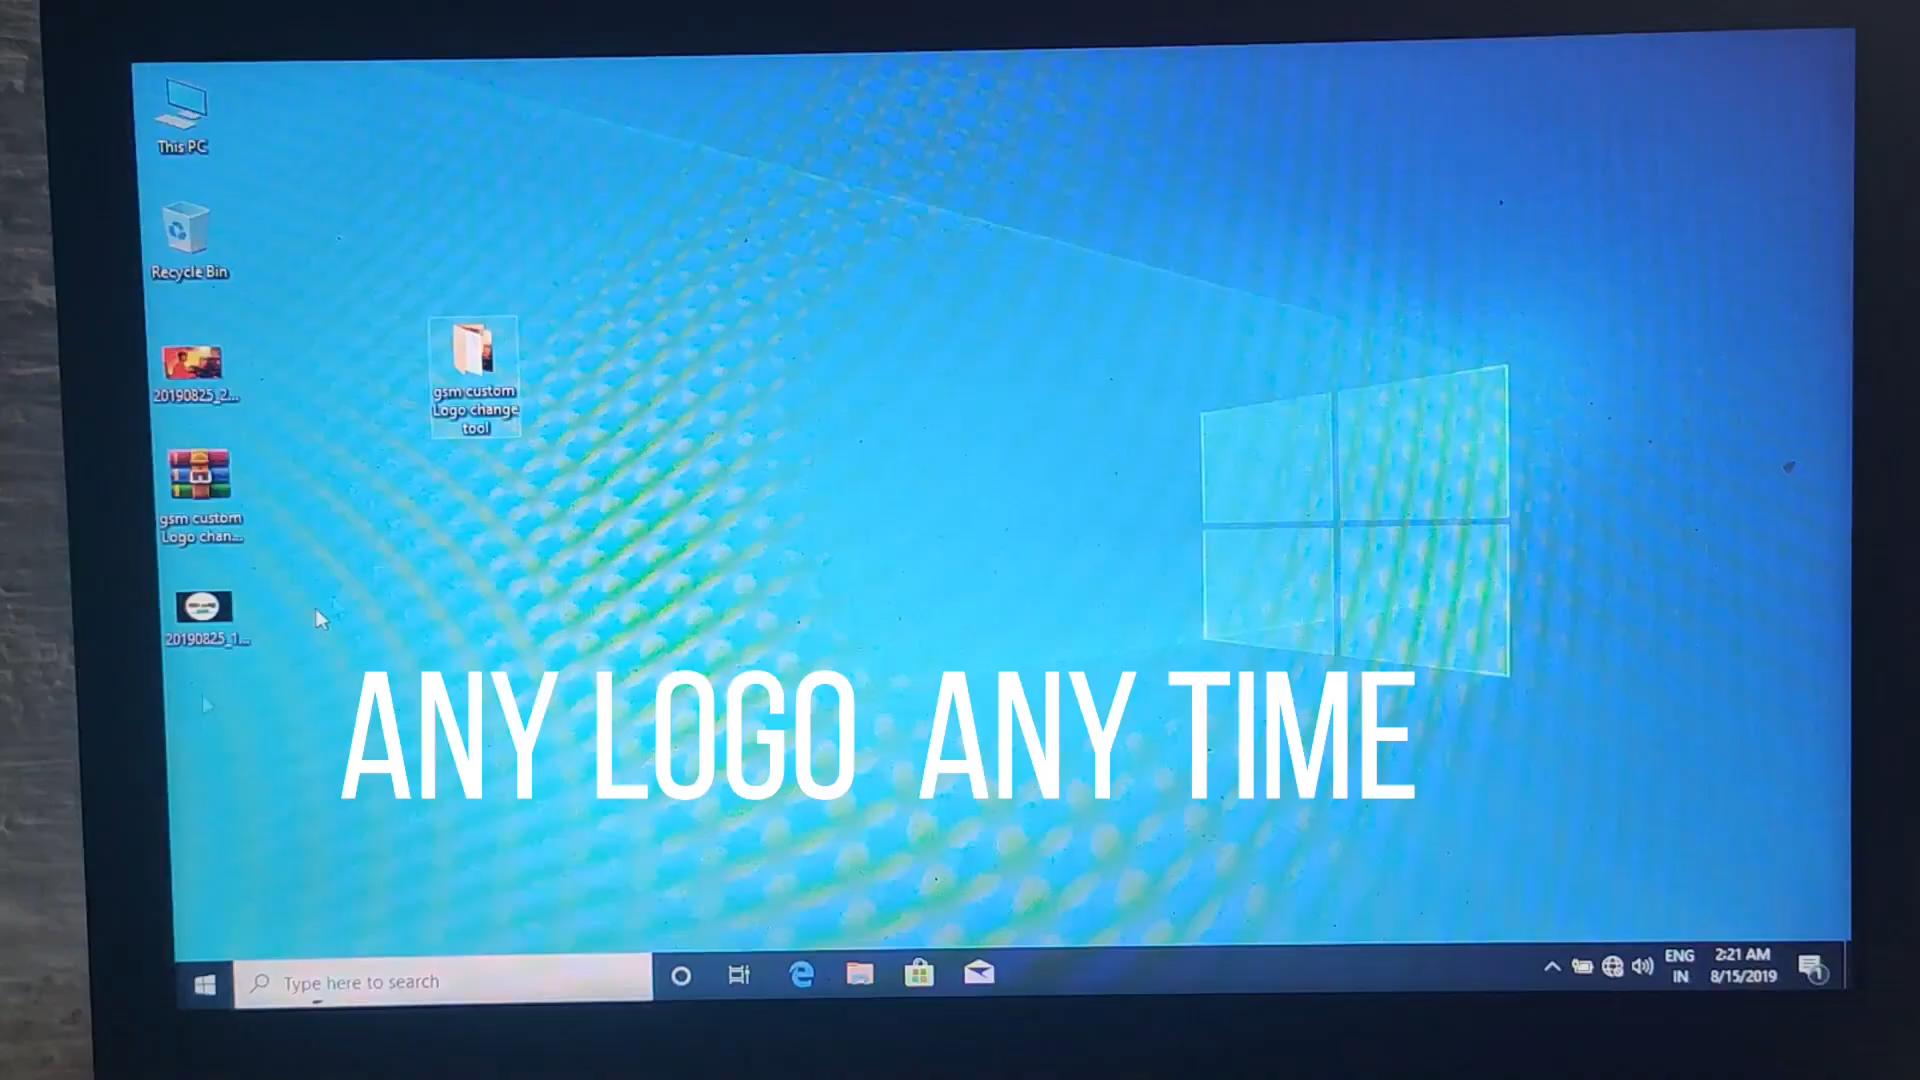 This PC
Recycle Bin
20190825_2...
gsm custom
Logo change
tool
gsm custom
Logo chan...
20190825_1...
ANY LOGO ANY TIME
Type here to search
ENG
IN
2:21 AM
8/15/2019
1